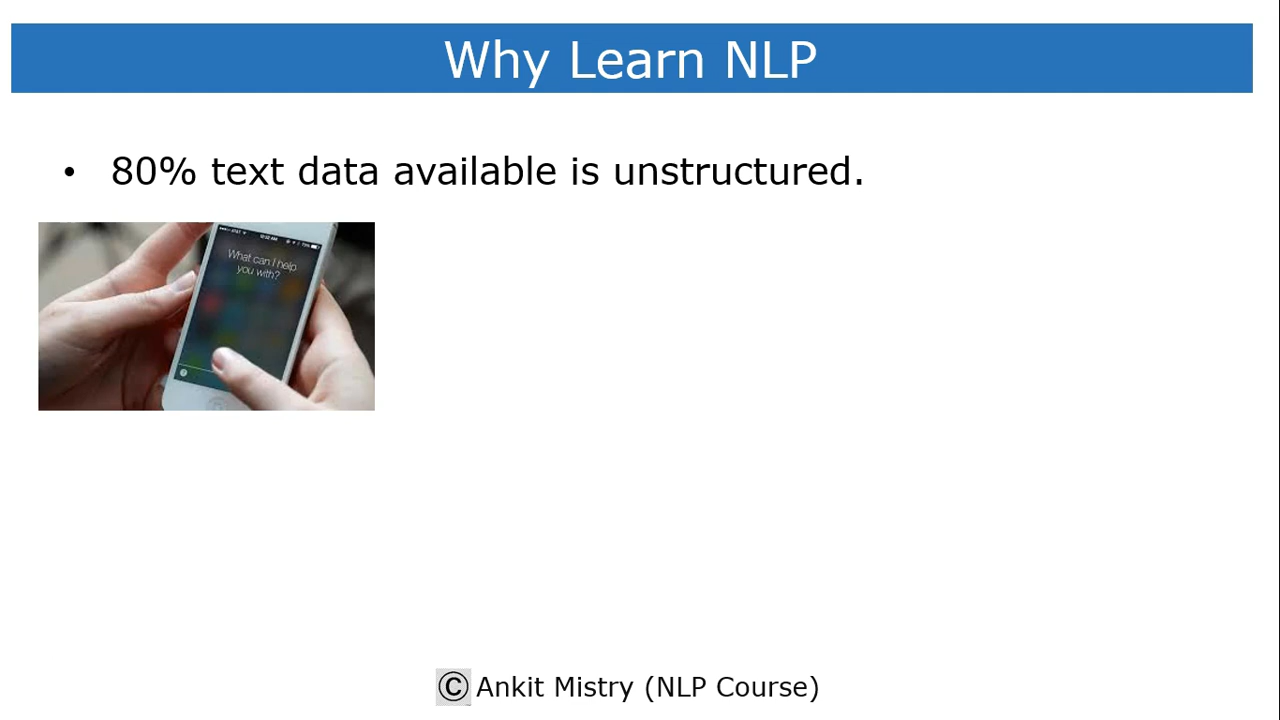 Why Learn NLP
• 80% text data available is unstructured.
What can I help
you with?
© Ankit Mistry (NLP Course)